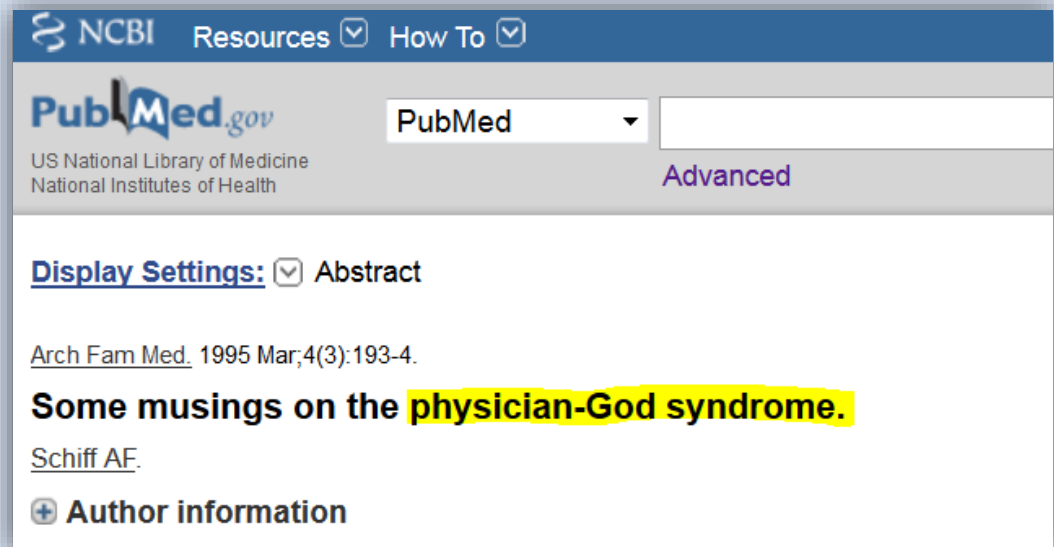 NCBI Resources How To
PubMed.gov
PubMed
US National Library of Medicine
National Institutes of Health
Advanced
Display Settings: Abstract
Arch Fam Med. 1995 Mar;4(3):193-4.
Some musings on the physician-God syndrome.
Schiff AF.
Author information